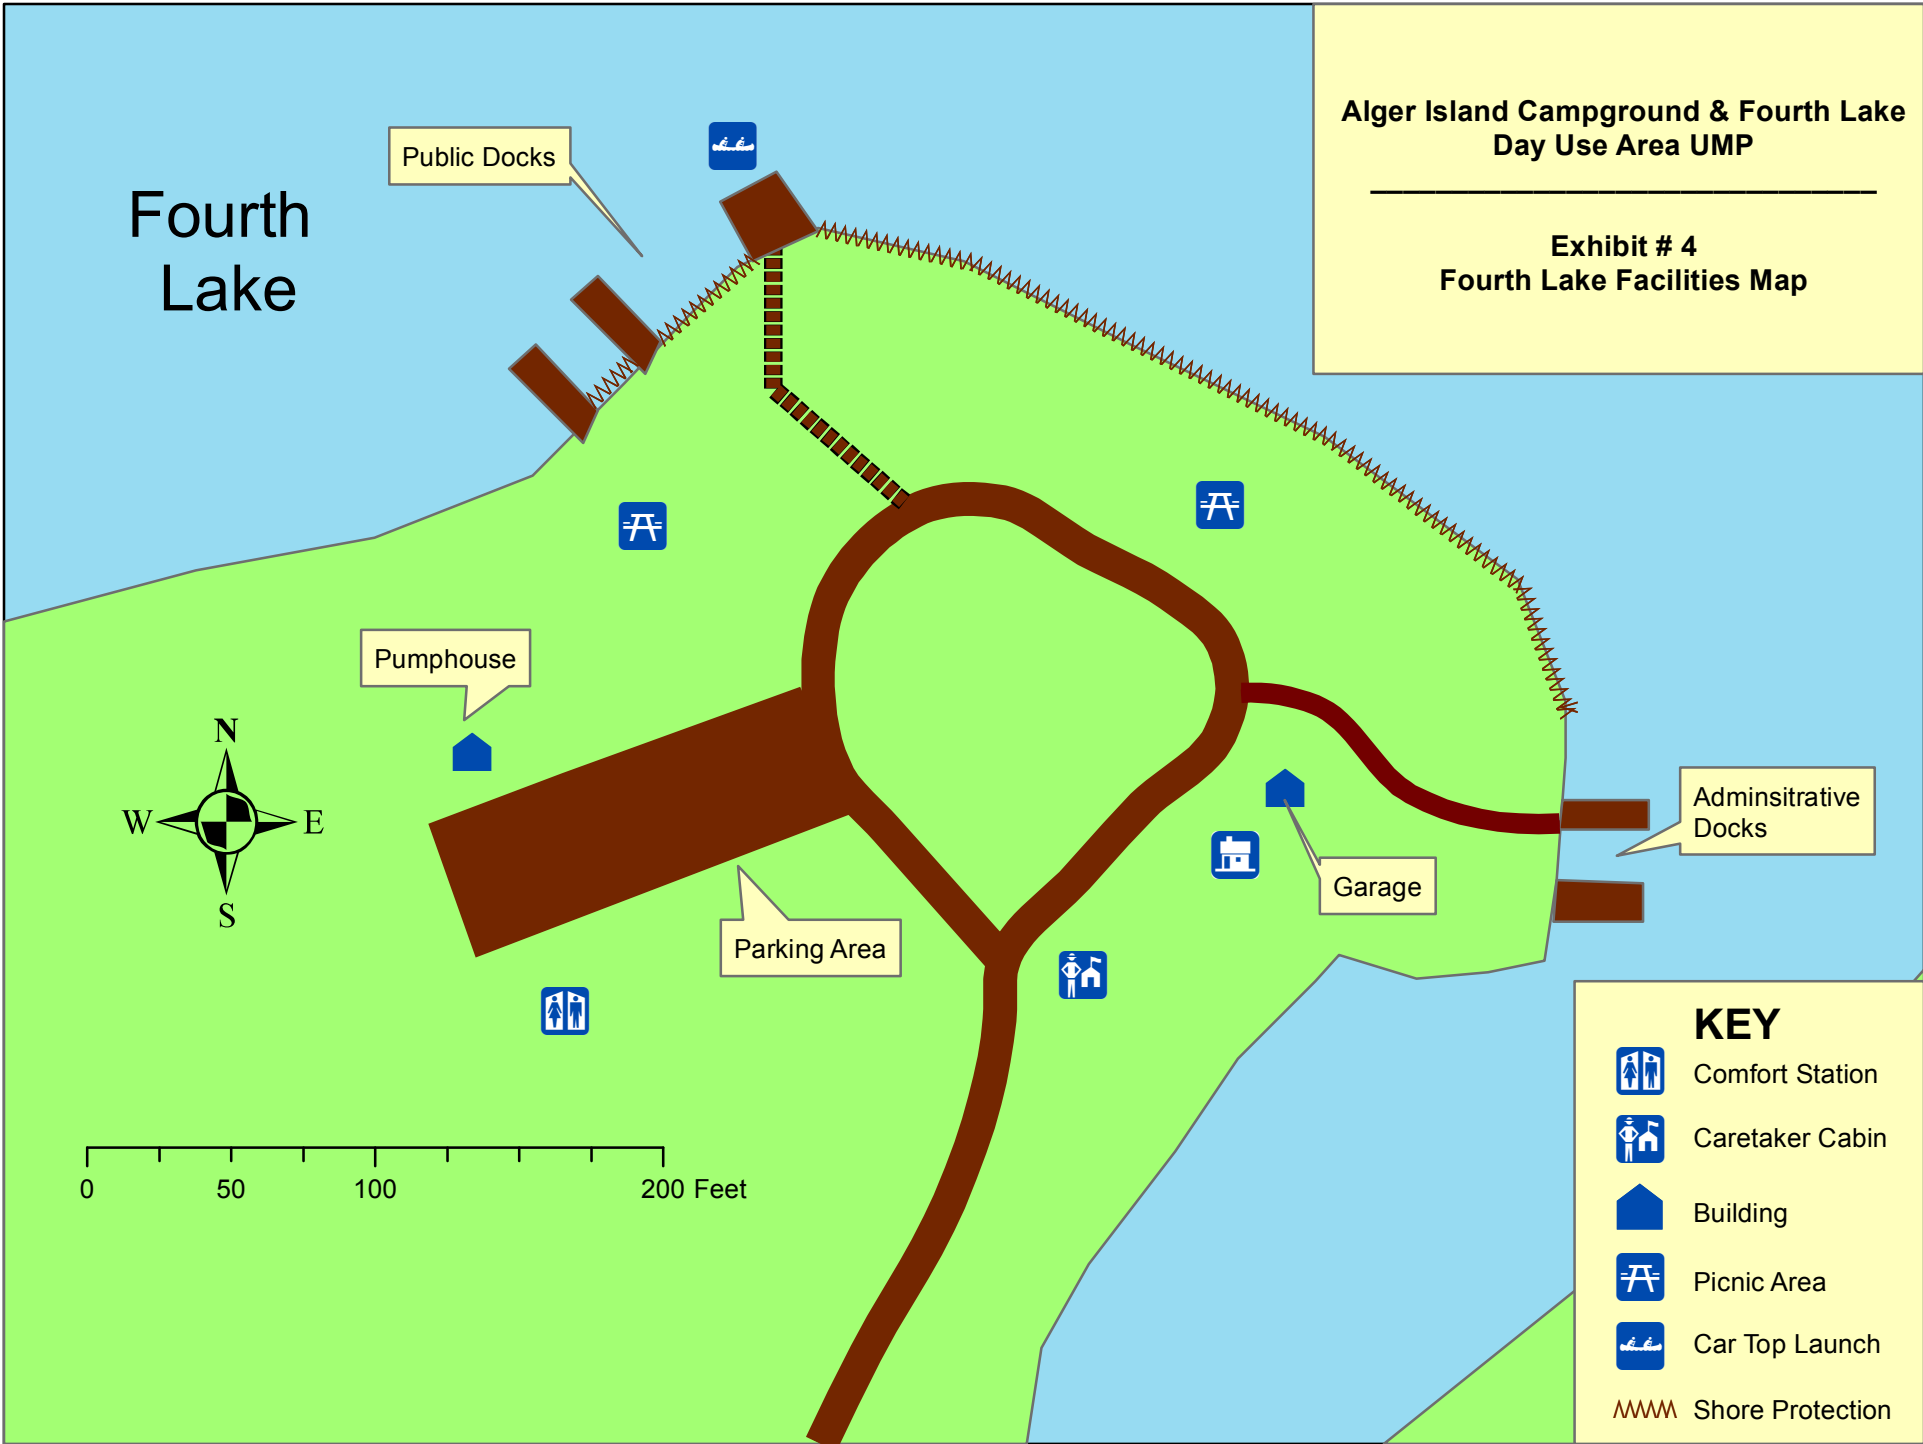 Alger Island Campground & Fourth Lake
Day Use Area UMP
Exhibit # 4
Fourth Lake Facilities Map
Public Docks
Fourth
Lake
Pumphouse
N
W
E
S
Adminsitrative
Docks
Garage
Parking Area
0
50
100
200 Feet
KEY
Comfort Station
Caretaker Cabin
Building
Picnic Area
Car Top Launch
Shore Protection